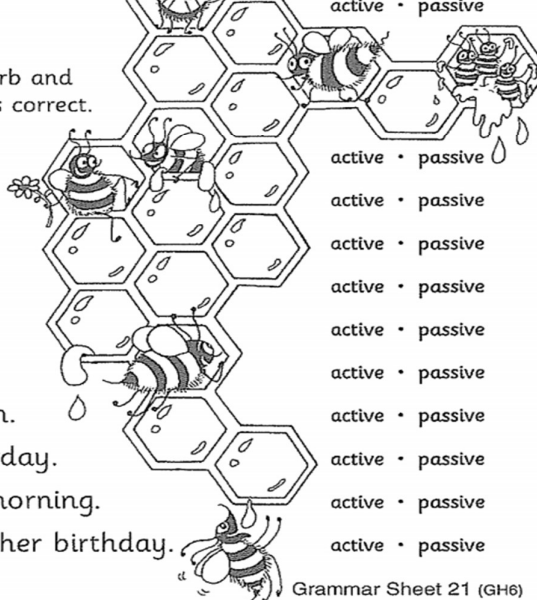 active • passive
rb and
s correct.
active • passive
active • passive
active • passive
active • passive
active • passive
active • passive
n. active • passive
day. active • passive
norning. active • passive
her birthday. active • passive
Grammar Sheet 21 (GH6)